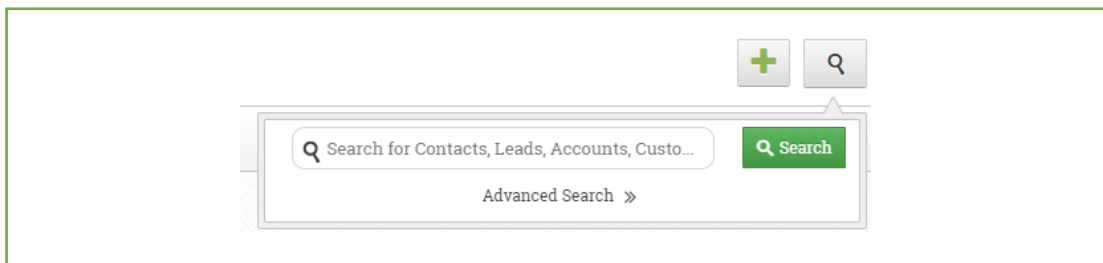 Search for Contacts, Leads, Accounts, Custo...
Search
Advanced Search »